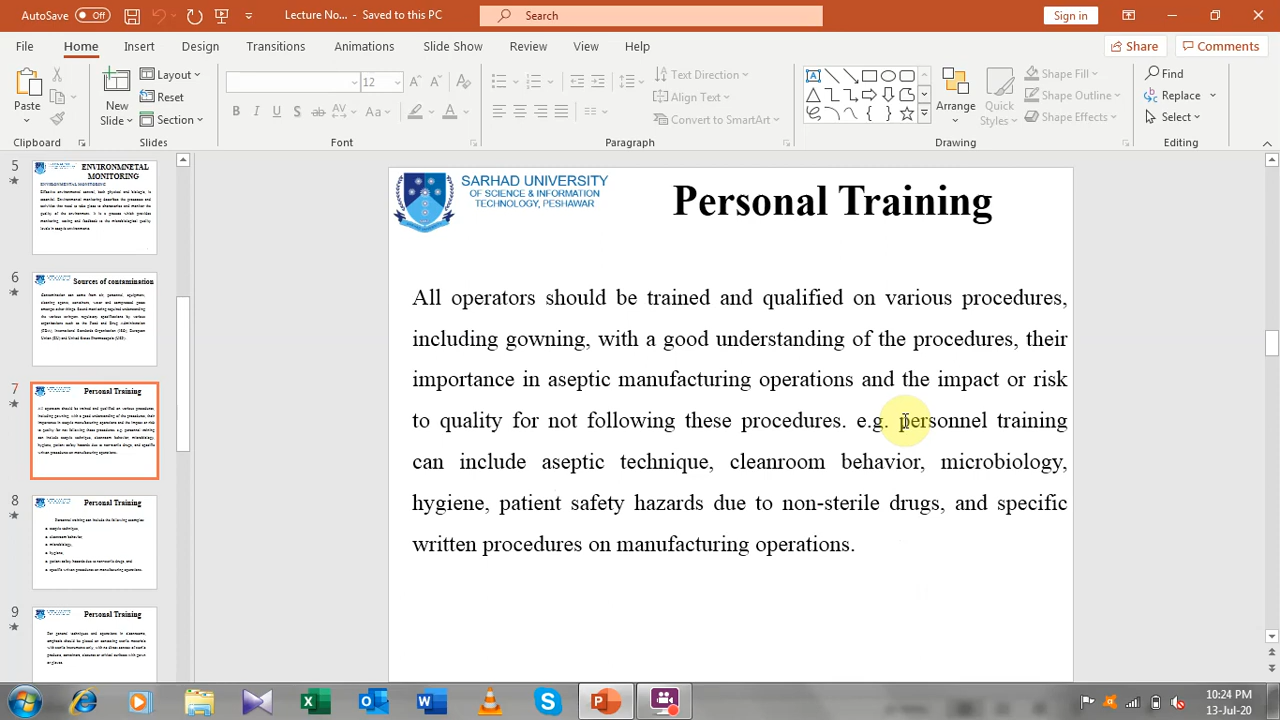 AutoSave Off Lecture No... - Saved to this PC Search Sign in
File Home Insert Design Transitions Animations Slide Show Review View Help Share Comments
Paste New Slide Layout Reset Section 12 Text Direction Align Text Convert to SmartArt Arrange Quick Styles Shape Fill Shape Outline Shape Effects Find Replace Select
B I U S ab AV Aa A
Clipboard Slides Font Paragraph Drawing Editing
5
ENVIRONMNETAL
MONITORING
ENVIRONMENTAL MONITORING
6
Sources of contamination
7
Personal Training
8
Personal Training
9
Personal Training
SARHAD UNIVERSITY
OF SCIENCE & INFORMATION
TECHNOLOGY, PESHAWAR
Personal Training
All operators should be trained and qualified on various procedures,
including gowning, with a good understanding of the procedures, their
importance in aseptic manufacturing operations and the impact or risk
to quality for not following these procedures. e.g. personnel training
can include aseptic technique, cleanroom behavior, microbiology,
hygiene, patient safety hazards due to non-sterile drugs, and specific
written procedures on manufacturing operations.
10:24 PM
13-Jul-20